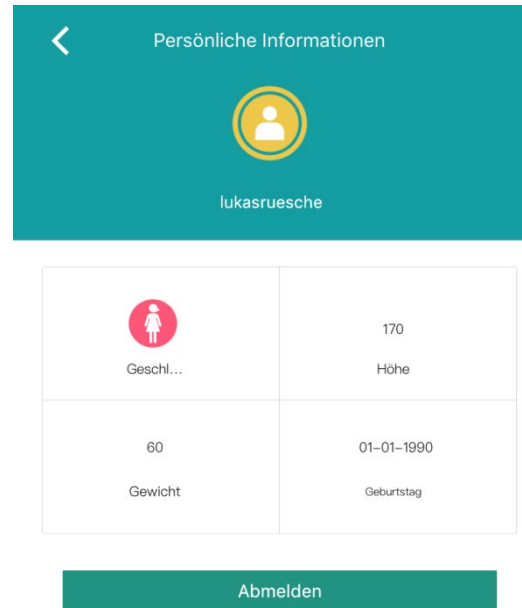 Persönliche Informationen
lukasruesche
Geschl...
170
Höhe
60
Gewicht
01-01-1990
Geburtstag
Abmelden